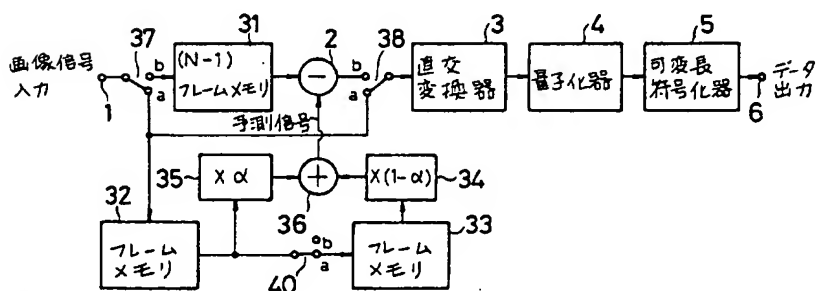 画像信号
入力
1
37
b
a
31
(N-1)
フレームメモリ
2
−
b
38
a
3
直交
変換器
4
量子化器
5
可変長
符号化器
データ
出力
6
予測信号
35
× α
+
36
×(1-α)
34
32
フレーム
メモリ
b
a
40
33
フレーム
メモリ